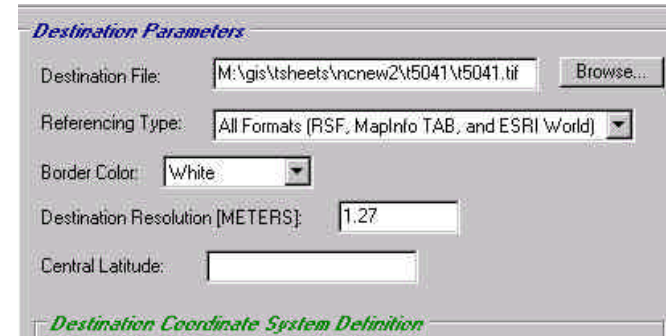 Destination Parameters
Destination File: M:\gis\tsheets\ncnew2\t5041\t5041.tif Browse...
Referencing Type: All Formats (RSF, MapInfo TAB, and ESRI World)
Border Color: White
Destination Resolution [METERS]: 1.27
Central Latitude:
Destination Coordinate System Definition